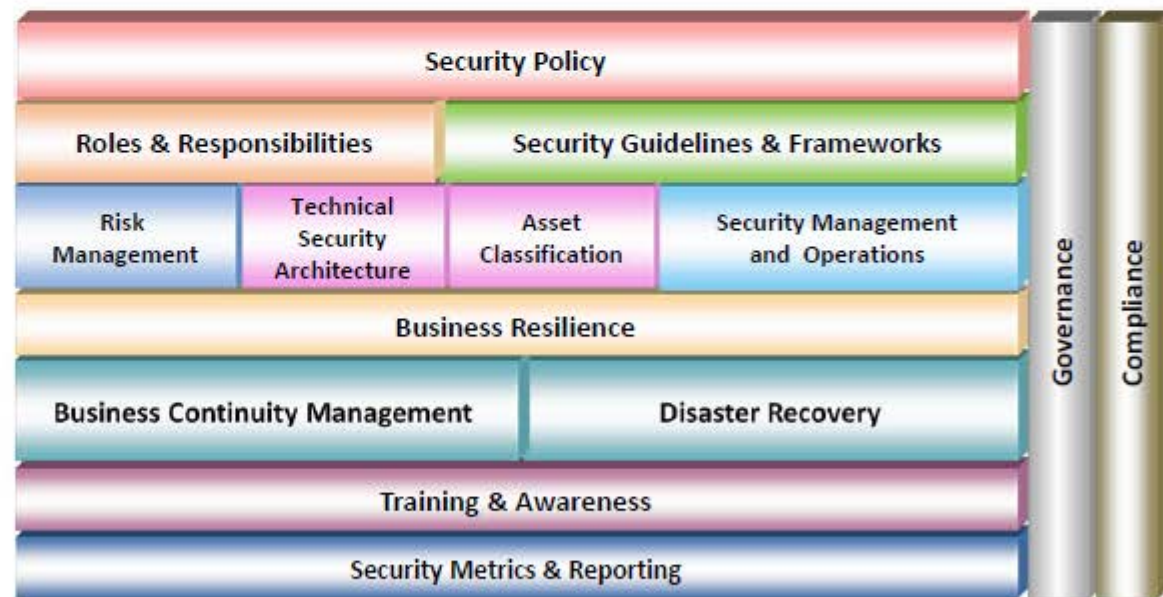 Security Policy
Roles & Responsibilities
Security Guidelines & Frameworks
Risk
Management
Technical
Security
Architecture
Asset
Classification
Security Management
and Operations
Business Resilience
Business Continuity Management
Disaster Recovery
Training & Awareness
Security Metrics & Reporting
Governance
Compliance